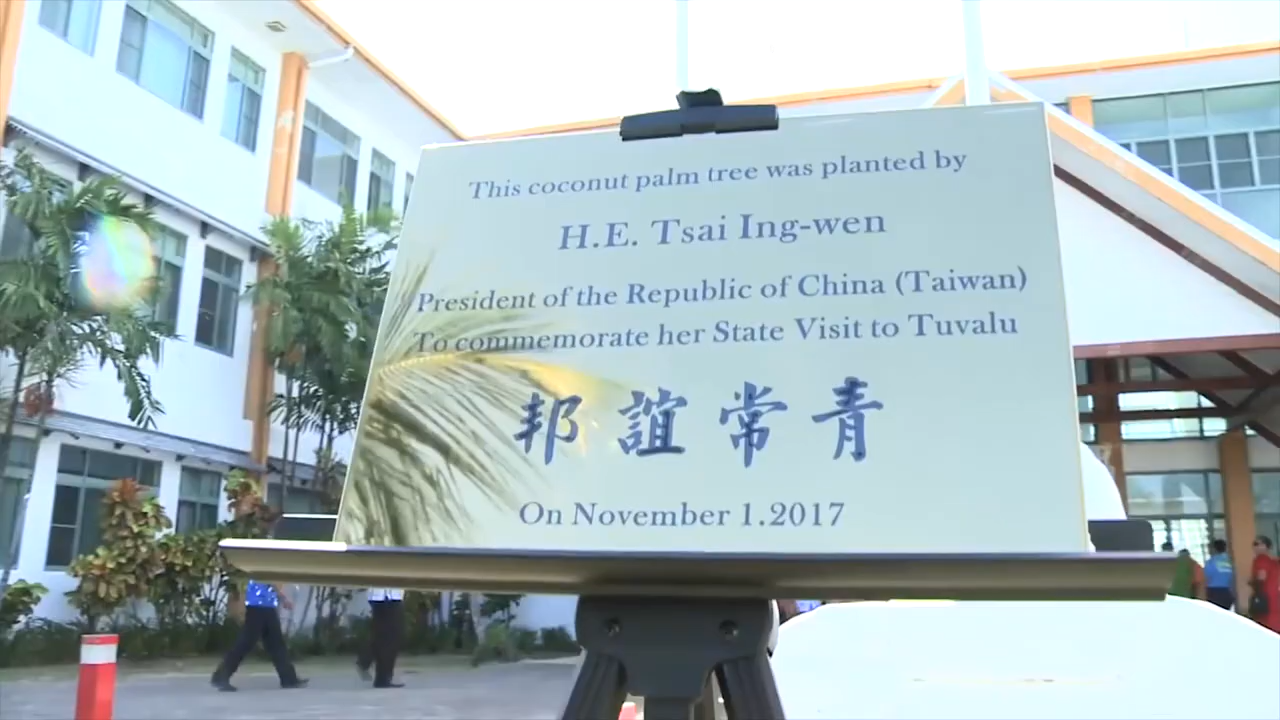 This coconut palm tree was planted by
H.E. Tsai Ing-wen
President of the Republic of China (Taiwan)
To commemorate her State Visit to Tuvalu
邦誼常青
On November 1.2017